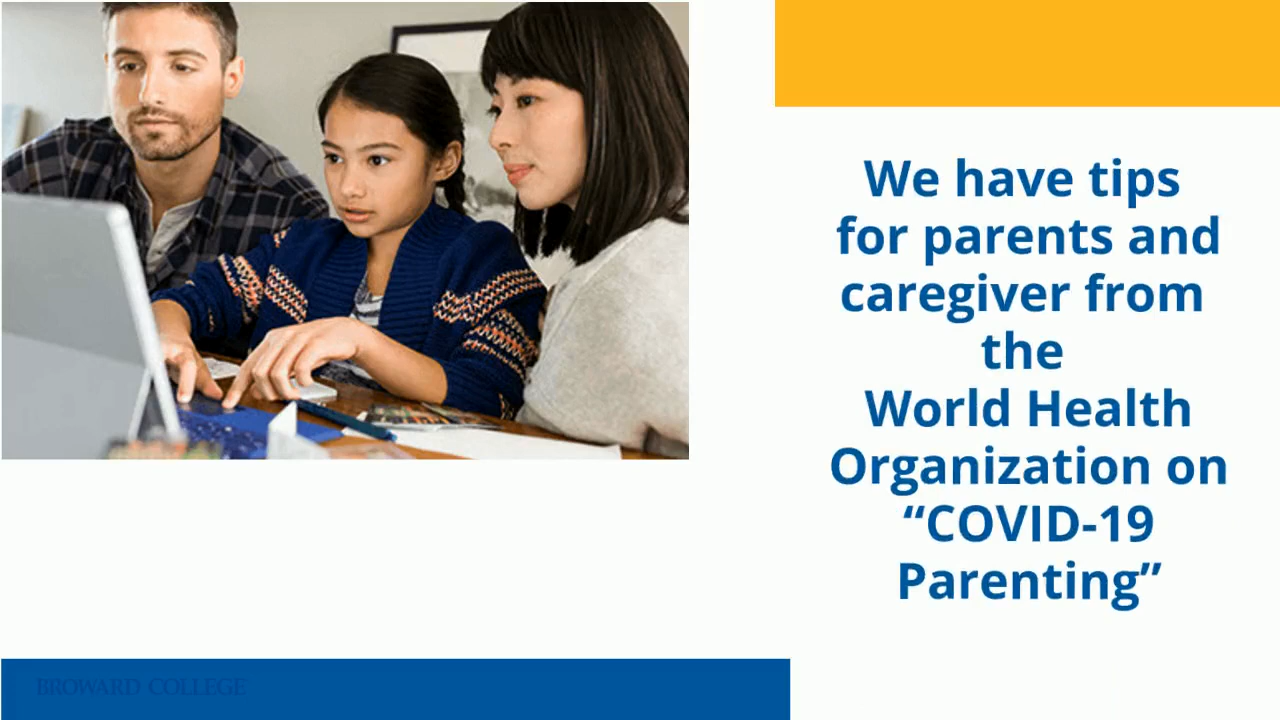 We have tips
for parents and
caregiver from
the
World Health
Organization on
“COVID-19
Parenting”
BROWARD COLLEGE